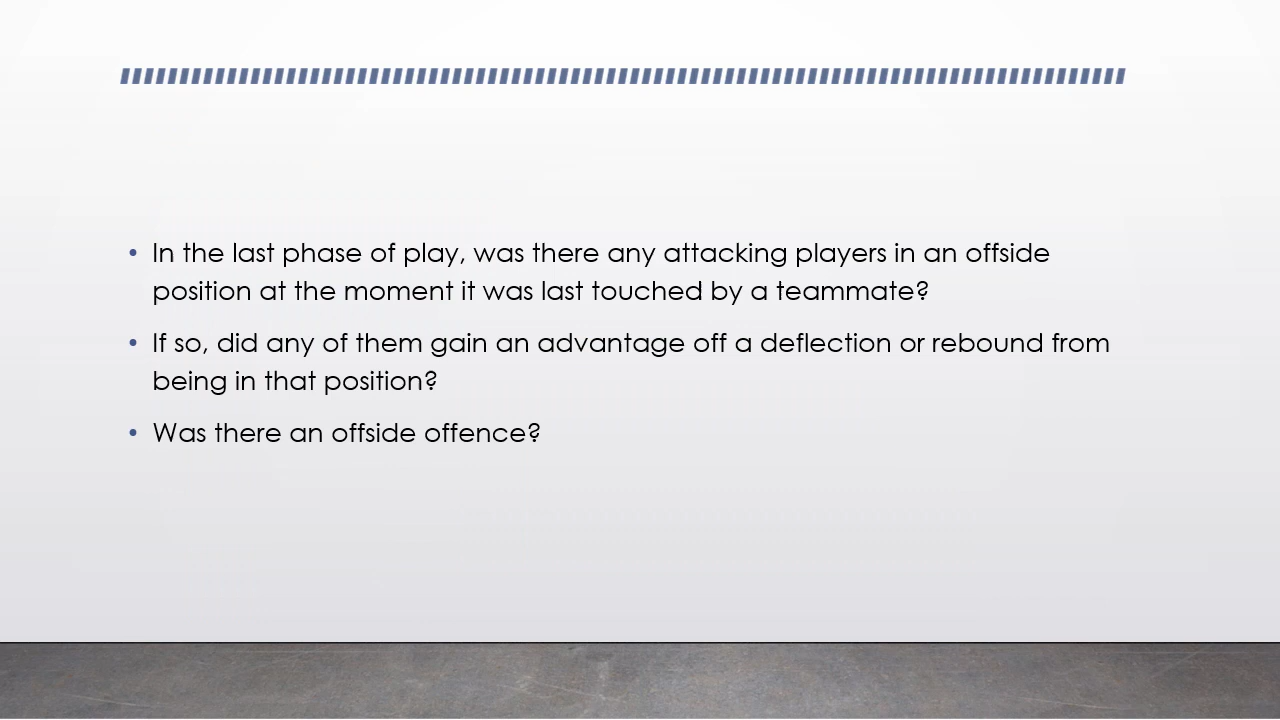 • In the last phase of play, was there any attacking players in an offside
position at the moment it was last touched by a teammate?
• If so, did any of them gain an advantage off a deflection or rebound from
being in that position?
• Was there an offside offence?